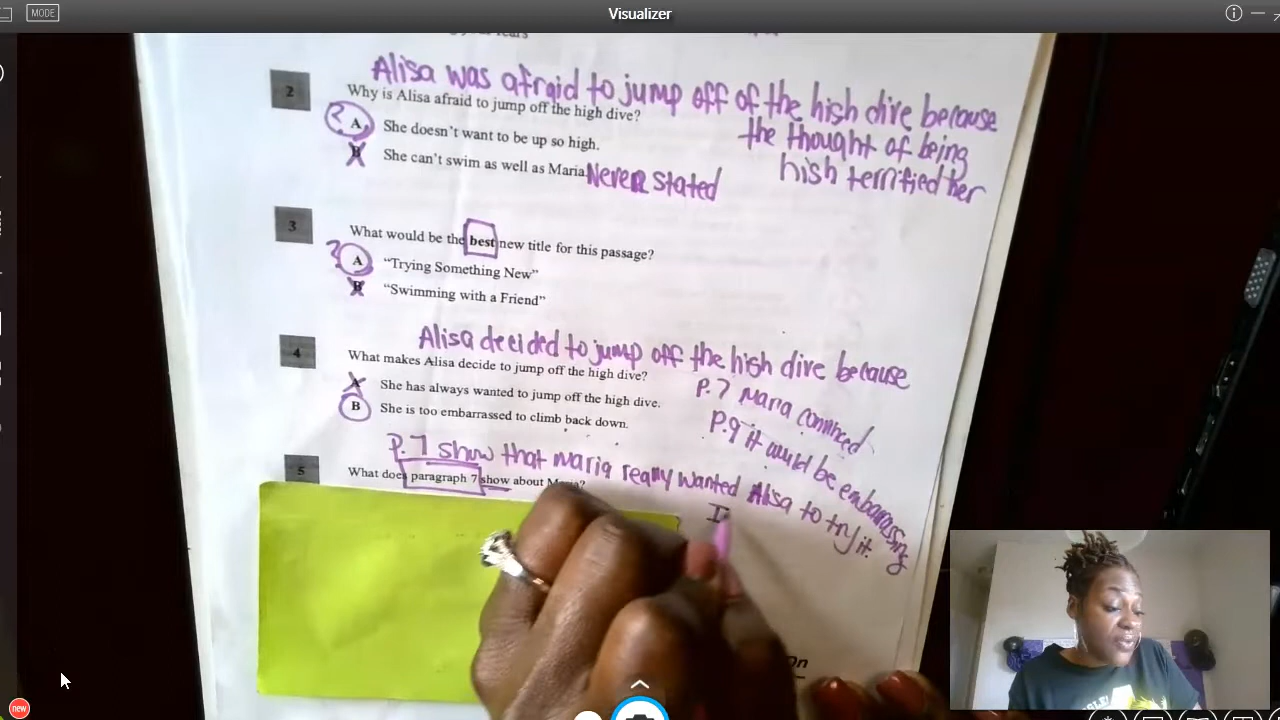 MODE
Visualizer
Alisa was afraid to jump off of the high dive because
the thought of being
high terrified her
2
Why is Alisa afraid to jump off the high dive?
?
A
She doesn't want to be up so high.
B
She can't swim as well as Maria.
Never stated
3
What would be the best new title for this passage?
?
A
“Trying Something New”
B
“Swimming with a Friend”
Alisa decided to jump off the high dive because
P.7 Maria convinced
P.9 it would be embarassing
4
What makes Alisa decide to jump off the high dive?
A
She has always wanted to jump off the high dive.
B
She is too embarrassed to climb back down.
P.7 show that Maria really wanted Alisa to try it.
5
What does paragraph 7 show about Maria?
On
new